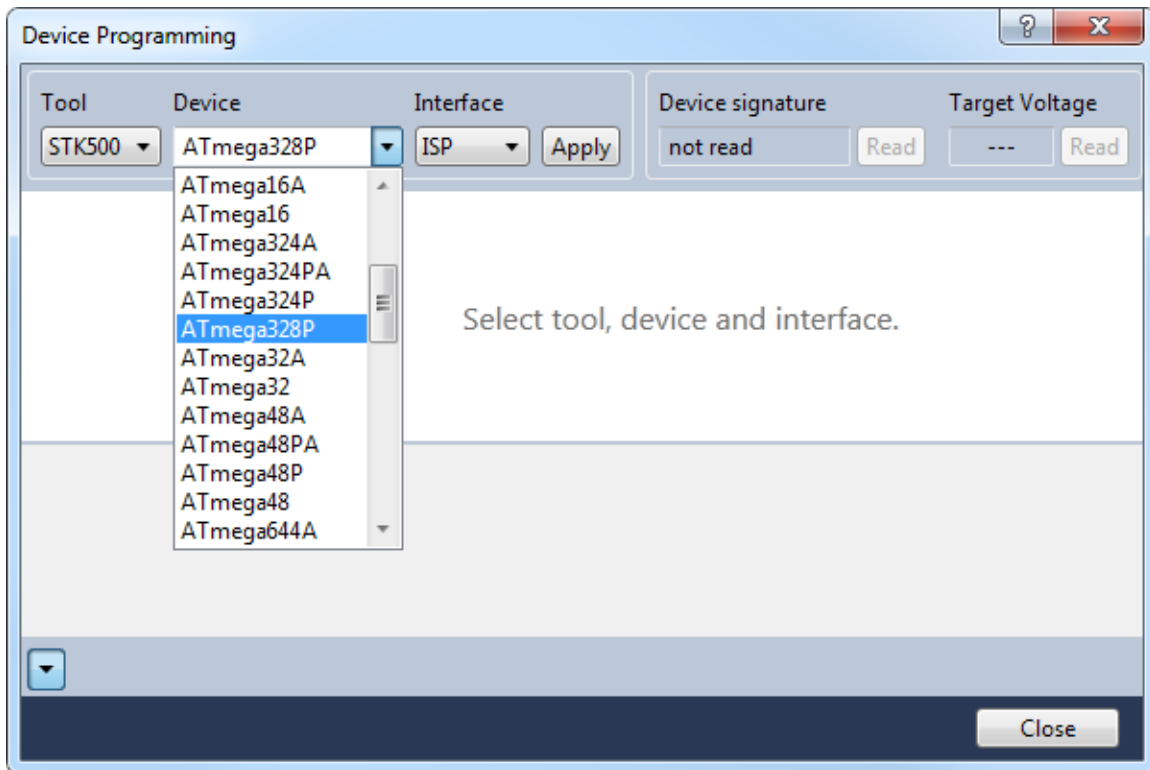 Device Programming
?
Tool Device Interface Device signature Target Voltage
STK500 ATmega328P ISP Apply not read Read --- Read
ATmega16A
ATmega16
ATmega324A
ATmega324PA
ATmega324P
ATmega328P
ATmega32A
ATmega32
ATmega48A
ATmega48PA
ATmega48P
ATmega48
ATmega644A
Select tool, device and interface.
Close